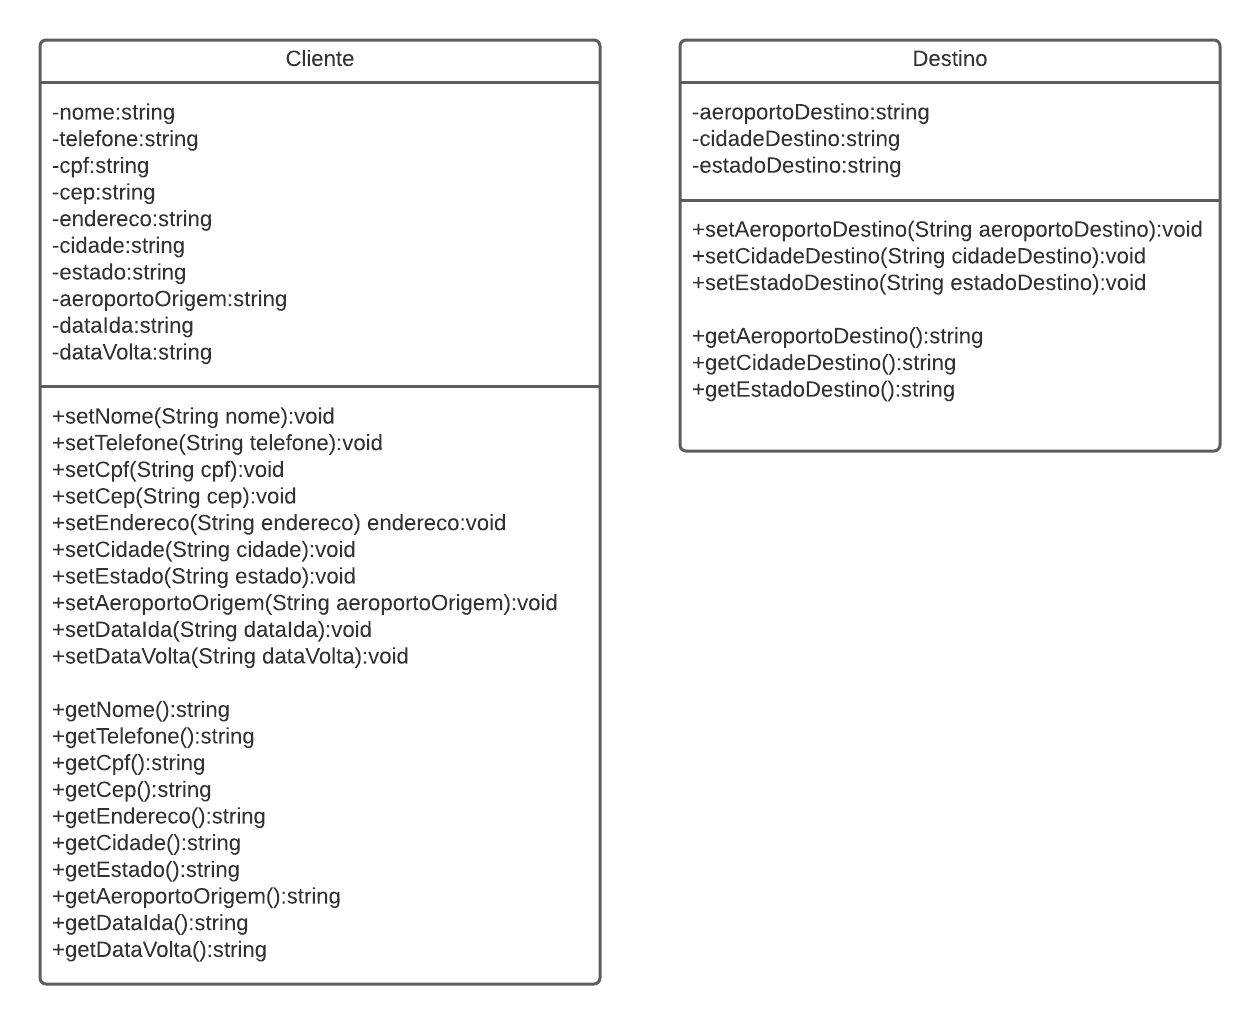 Cliente
-nome:string
-telefone:string
-cpf:string
-cep:string
-endereco:string
-cidade:string
-estado:string
-aeroportoOrigem:string
-dataIda:string
-dataVolta:string
+setNome(String nome):void
+setTelefone(String telefone):void
+setCpf(String cpf):void
+setCep(String cep):void
+setEndereco(String endereco) endereco:void
+setCidade(String cidade):void
+setEstado(String estado):void
+setAeroportoOrigem(String aeroportoOrigem):void
+setDataIda(String dataIda):void
+setDataVolta(String dataVolta):void
+getNome():string
+getTelefone():string
+getCpf():string
+getCep():string
+getEndereco():string
+getCidade():string
+getEstado():string
+getAeroportoOrigem():string
+getDataIda():string
+getDataVolta():string
Destino
-aeroportoDestino:string
-cidadeDestino:string
-estadoDestino:string
+setAeroportoDestino(String aeroportoDestino):void
+setCidadeDestino(String cidadeDestino):void
+setEstadoDestino(String estadoDestino):void
+getAeroportoDestino():string
+getCidadeDestino():string
+getEstadoDestino():string